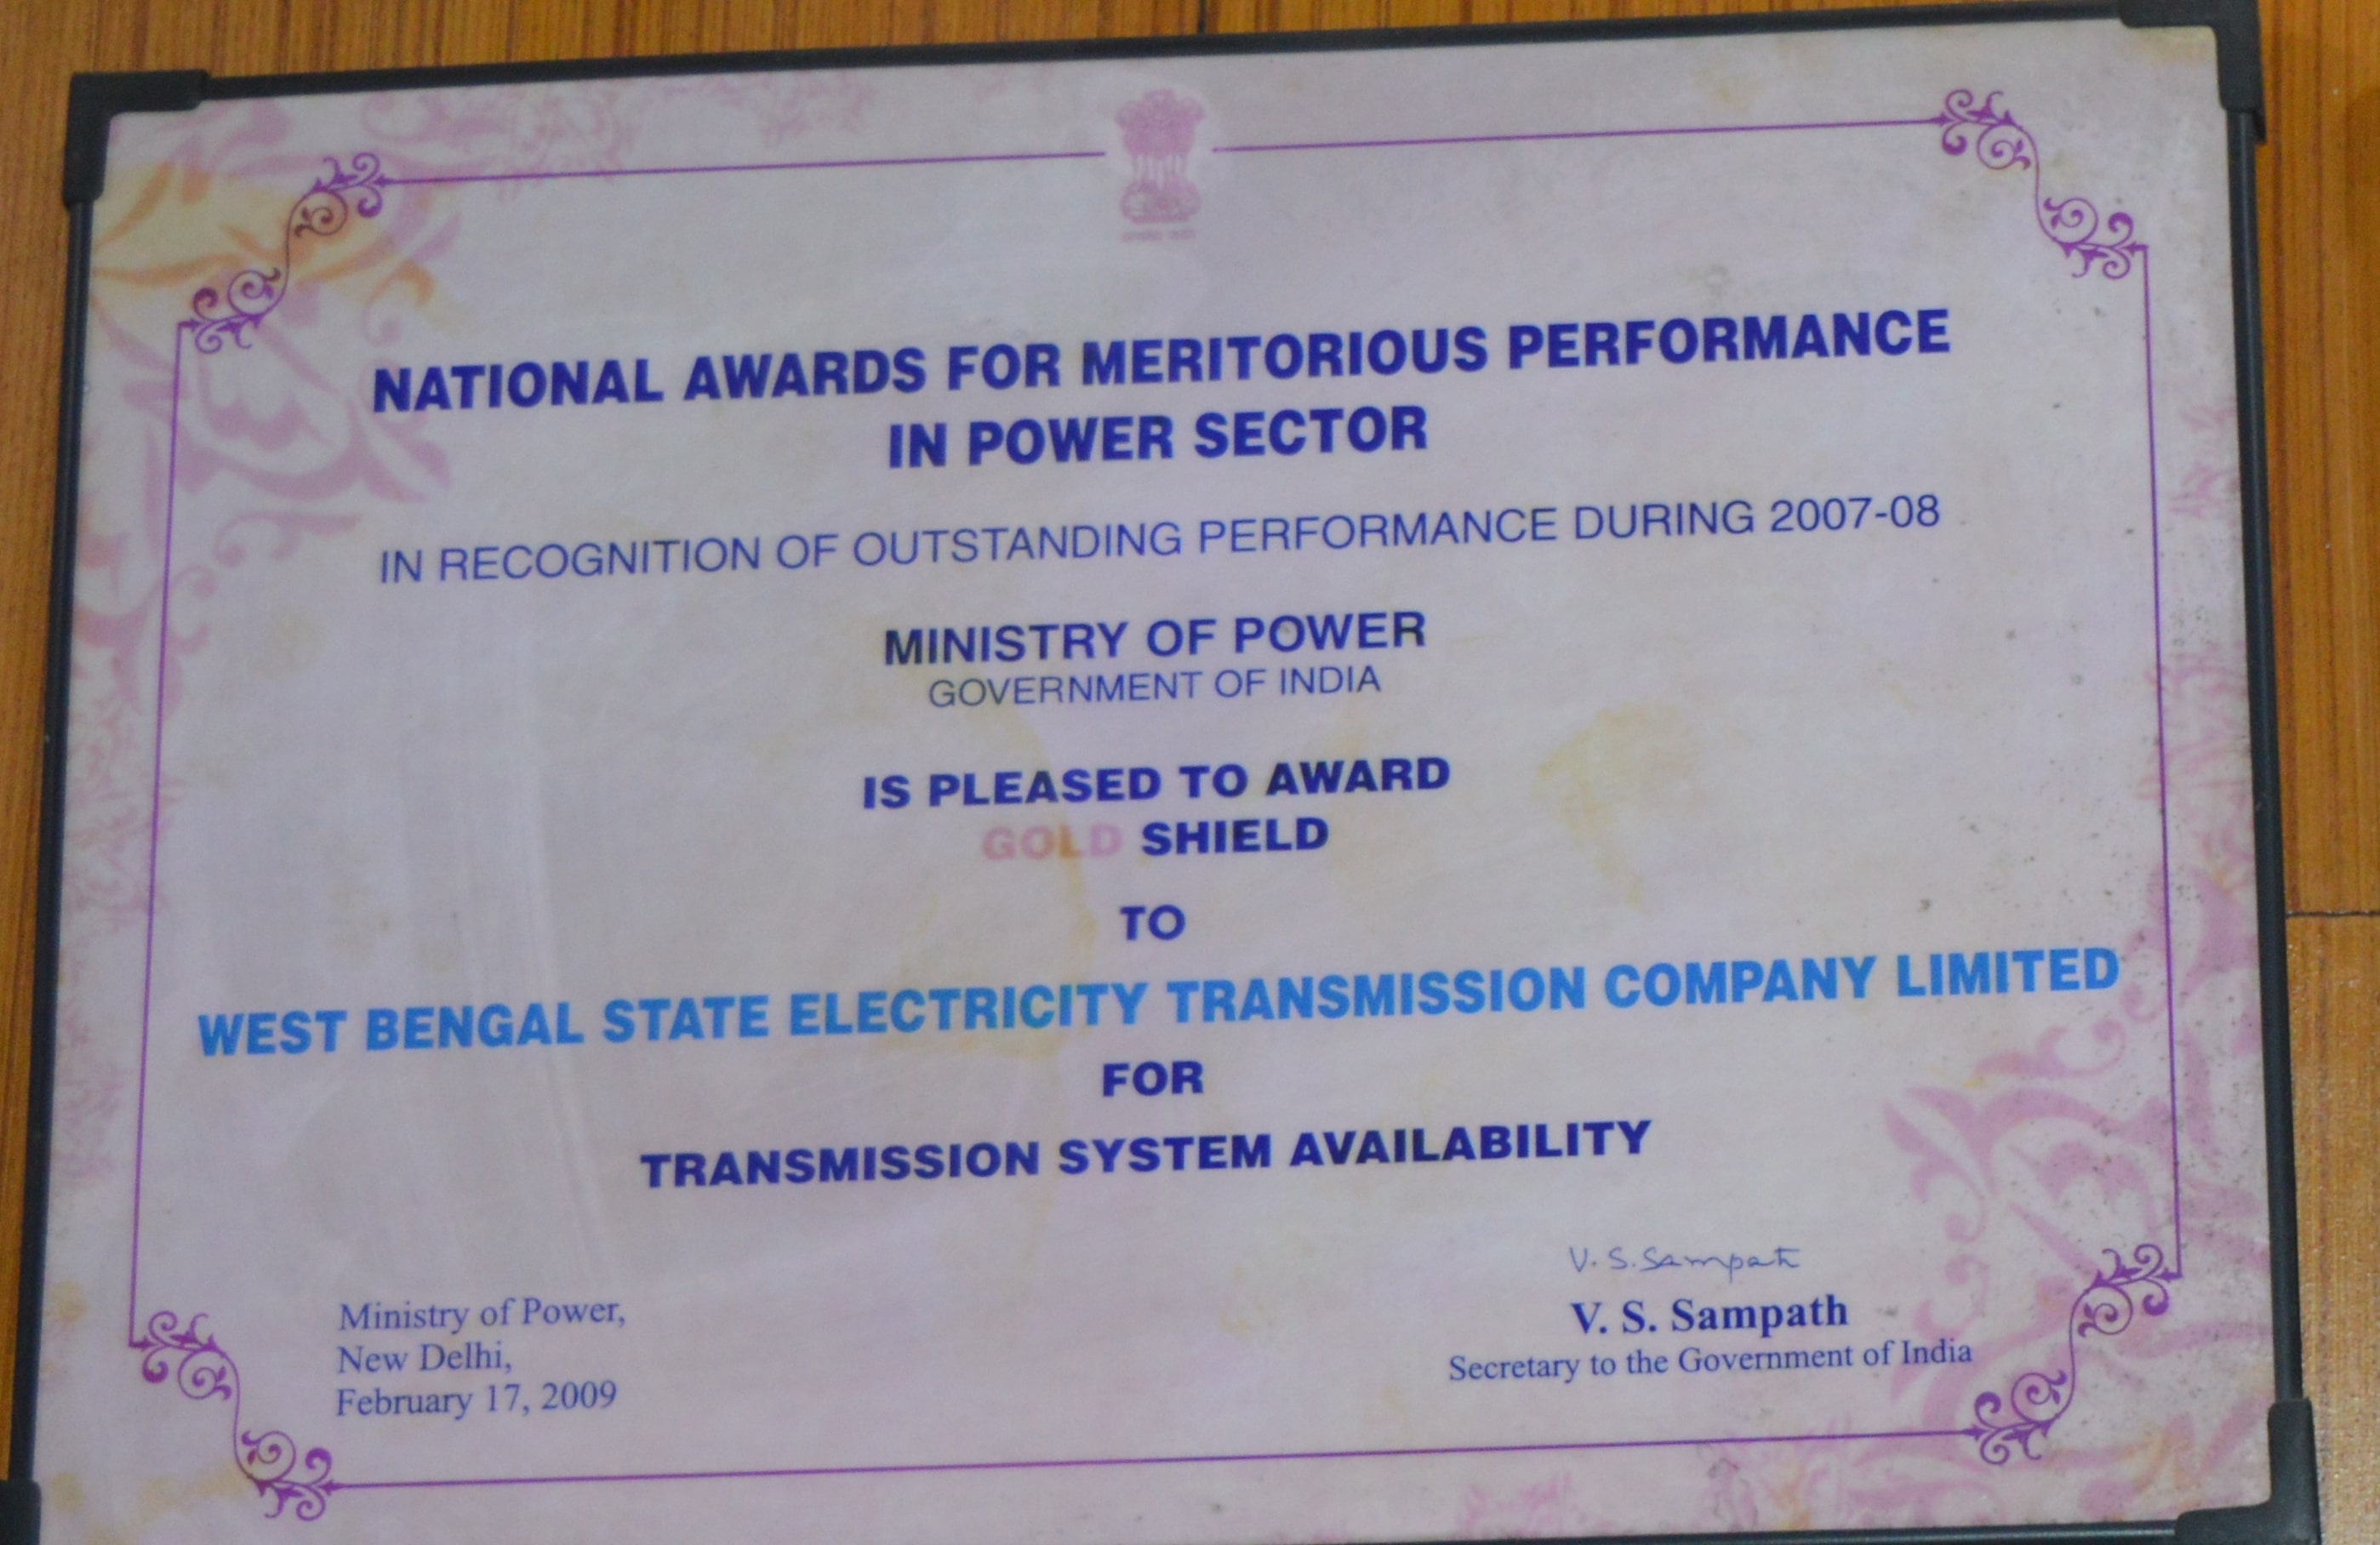 NATIONAL AWARDS FOR MERITORIOUS PERFORMANCE
IN POWER SECTOR
IN RECOGNITION OF OUTSTANDING PERFORMANCE DURING 2007-08
MINISTRY OF POWER
GOVERNMENT OF INDIA
IS PLEASED TO AWARD
GOLD SHIELD
TO
WEST BENGAL STATE ELECTRICITY TRANSMISSION COMPANY LIMITED
FOR
TRANSMISSION SYSTEM AVAILABILITY
V. S. Sampath
V. S. Sampath
Secretary to the Government of India
Ministry of Power,
New Delhi,
February 17, 2009